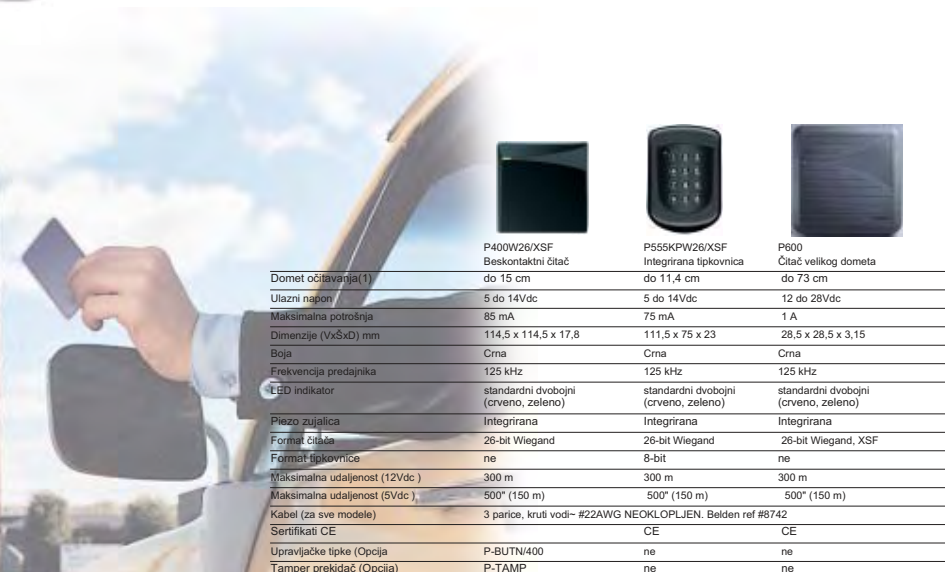 P400W26/XSF P555KPW26/XSF P600
Beskontaktni čitač Integrirana tipkovnica Čitač velikog dometa
Domet očitavanja(1) do 15 cm do 11,4 cm do 73 cm
Ulazni napon 5 do 14Vdc 5 do 14Vdc 12 do 28Vdc
Maksimalna potrošnja 85 mA 75 mA 1 A
Dimenzije (VxŠxD) mm 114,5 x 114,5 x 17,8 111,5 x 75 x 23 28,5 x 28,5 x 3,15
Boja Crna Crna Crna
Frekvencija predajnika 125 kHz 125 kHz 125 kHz
LED indikator standardni dvobojni standardni dvobojni standardni dvobojni
(crveno, zeleno) (crveno, zeleno) (crveno, zeleno)
Piezo zujalica Integrirana Integrirana Integrirana
Format čitača 26-bit Wiegand 26-bit Wiegand 26-bit Wiegand, XSF
Format tipkovnice ne 8-bit ne
Maksimalna udaljenost (12Vdc ) 300 m 300 m 300 m
Maksimalna udaljenost (5Vdc ) 500" (150 m) 500" (150 m) 500" (150 m)
Kabel (za sve modele) 3 parice, kruti vodi~ #22AWG NEOKLOPLJEN. Belden ref #8742
Sertifikati CE CE CE
Upravljačke tipke (Opcija P-BUTN/400 ne ne
Tamper prekidač (Opcija) P-TAMP ne ne